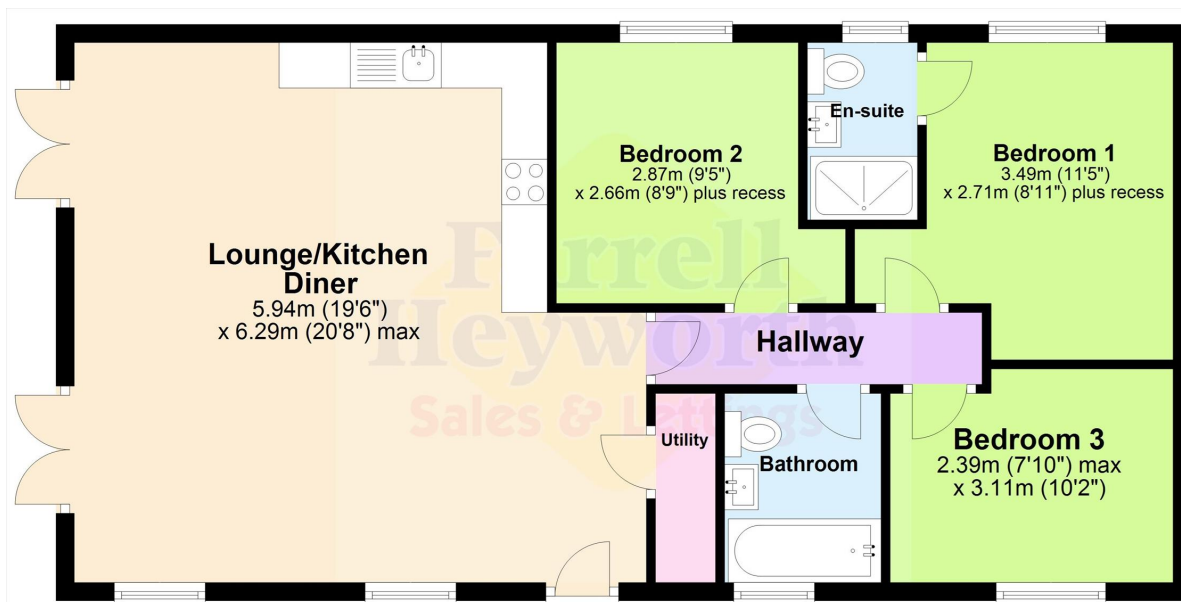 Lounge/Kitchen
Diner
5.94m (19'6")
x 6.29m (20'8") max
Bedroom 2
2.87m (9'5")
x 2.66m (8'9") plus recess
En-suite
Bedroom 1
3.49m (11'5")
x 2.71m (8'11") plus recess
Hallway
Utility
Bathroom
Bedroom 3
2.39m (7'10") max
x 3.11m (10'2")
Farrell
Heyworth
Sales & Lettings